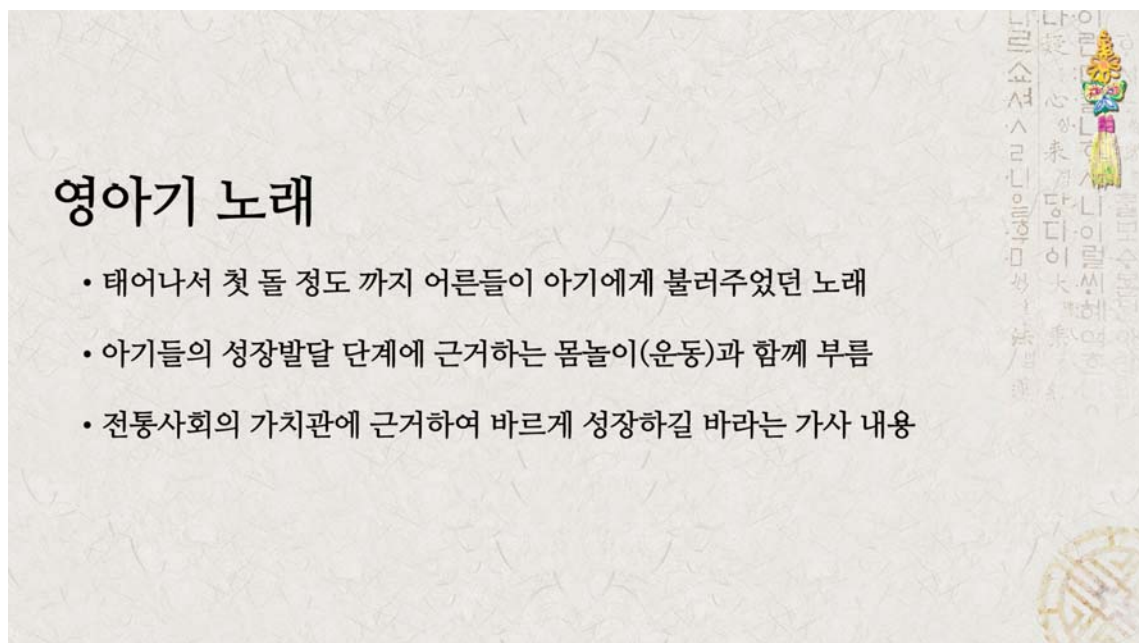 영아기 노래
• 태어나서 첫 돌 정도 까지 어른들이 아기에게 불러주었던 노래
• 아기들의 성장발달 단계에 근거하는 몸놀이(운동)과 함께 부름
• 전통사회의 가치관에 근거하여 바르게 성장하길 바라는 가사 내용